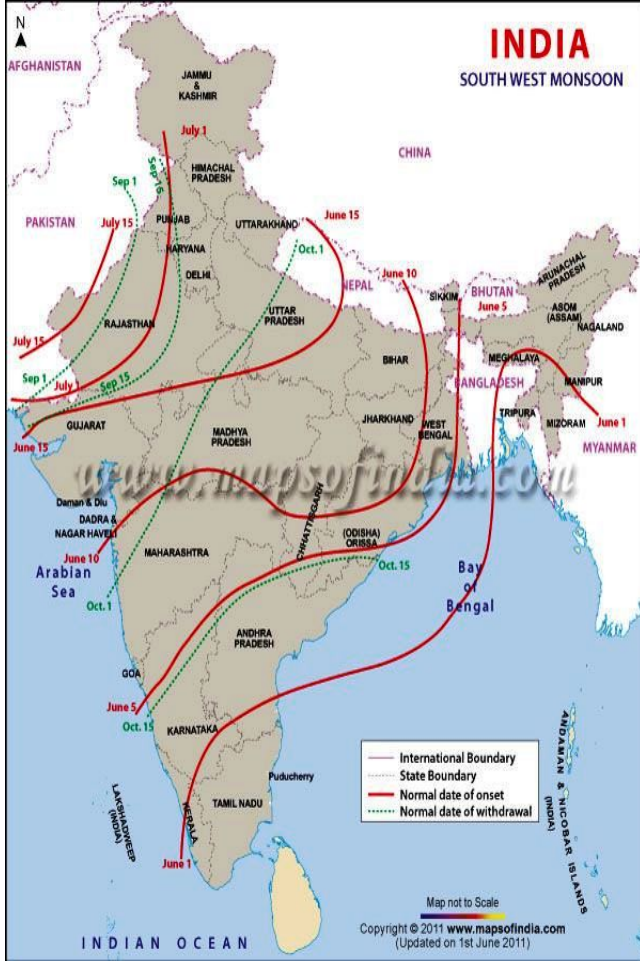 N
INDIA
SOUTH WEST MONSOON
AFGHANISTAN
JAMMU
&
KASHMIR
July 1
CHINA
HIMACHAL
PRADESH
Sep 16
Sep 1
PAKISTAN
July 15
PUNJAB
UTTARAKHAND
June 15
HARYANA
DELHI
Oct. 1
NEPAL
June 10
SIKKIM
BHUTAN
June 5
ARUNACHAL
PRADESH
ASOM
(ASSAM)
NAGALAND
RAJASTHAN
UTTAR
PRADESH
July 15
BIHAR
MEGHALAYA
BANGLADESH
MANIPUR
Sep 1
July 1
Sep 15
June 1
TRIPURA
MIZORAM
MYANMAR
GUJARAT
June 15
MADHYA
PRADESH
JHARKHAND
WEST
BENGAL
www.mapsofindia.com
Daman & Diu
DADRA &
NAGAR HAVELI
CHHATTISGARH
(ODISHA)
ORISSA
MAHARASHTRA
June 10
Arabian
Sea
Oct. 1
Oct. 15
Bay
of
Bengal
ANDHRA
PRADESH
GOA
June 5
Oct. 15
KARNATAKA
Puducherry
TAMIL NADU
KERALA
June 1
LAKSHADWEEP
(INDIA)
ANDAMAN & NICOBAR ISLANDS
(INDIA)
International Boundary
State Boundary
Normal date of onset
Normal date of withdrawal
INDIAN OCEAN
Map not to Scale
Copyright © 2011 www.mapsofindia.com
(Updated on 1st June 2011)